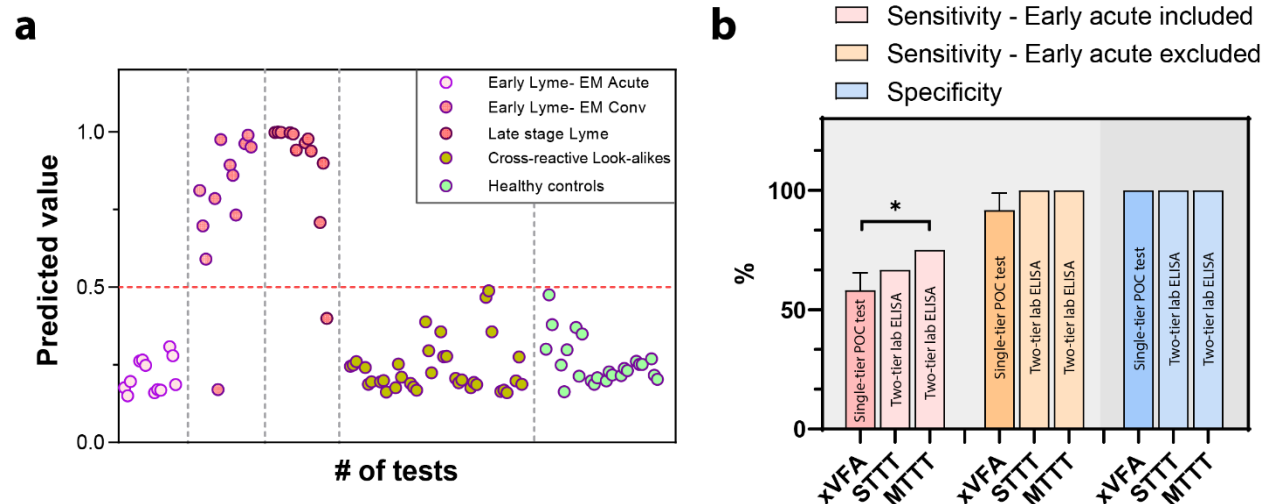 a
Early Lyme- EM Acute
Early Lyme- EM Conv
Late stage Lyme
Cross-reactive Look-alikes
Healthy controls
1.0
0.5
0.0
Predicted value
# of tests
b
Sensitivity - Early acute included
Sensitivity - Early acute excluded
Specificity
100
50
0
%
*
Single-tier POC test
Two-tier lab ELISA
Two-tier lab ELISA
Single-tier POC test
Two-tier lab ELISA
Two-tier lab ELISA
Single-tier POC test
Two-tier lab ELISA
Two-tier lab ELISA
xVFA
STTT
MTTT
xVFA
STTT
MTTT
xVFA
STTT
MTTT